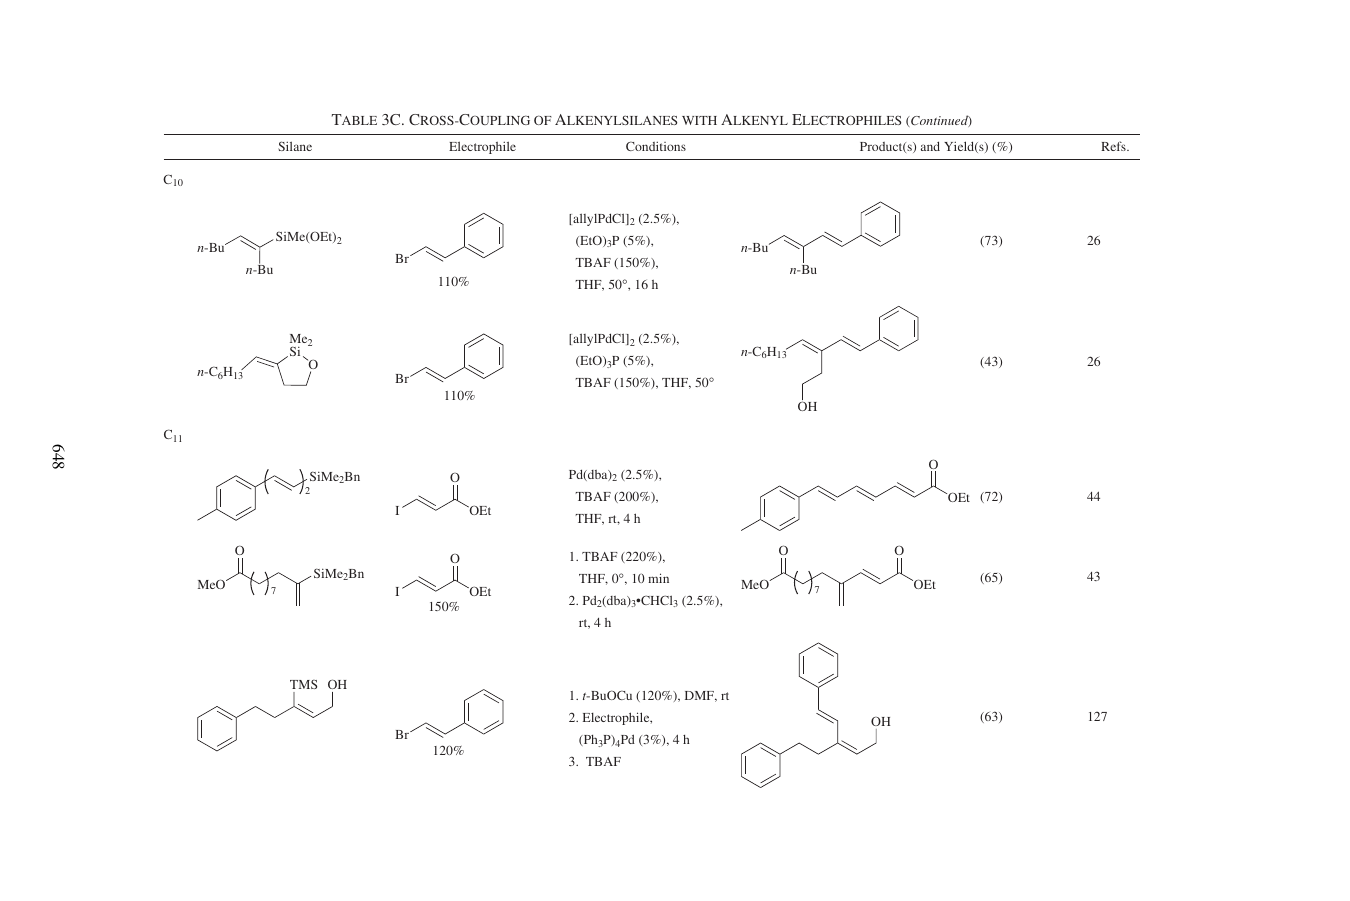 TABLE 3C. CROSS-COUPLING OF ALKENYLSILANES WITH ALKENYL ELECTROPHILES (Continued)
Silane Electrophile Conditions Product(s) and Yield(s) (%) Refs.
C10
n-Bu SiMe(OEt)2 n-Bu
Br 110%
[allylPdCl]2 (2.5%),
(EtO)3P (5%),
TBAF (150%),
THF, 50°, 16 h
n-Bu n-Bu (73) 26
n-C6H13 Me2 Si O
Br 110%
[allylPdCl]2 (2.5%),
(EtO)3P (5%),
TBAF (150%), THF, 50°
n-C6H13 OH (43) 26
C11
( )2 SiMe2Bn
I O OEt
Pd(dba)2 (2.5%),
TBAF (200%),
THF, rt, 4 h
O OEt (72) 44
O MeO ( )7 SiMe2Bn
I O OEt 150%
1. TBAF (220%),
THF, 0°, 10 min
2. Pd2(dba)3•CHCl3 (2.5%),
rt, 4 h
O MeO ( )7 O OEt (65) 43
TMS OH
Br 120%
1. t-BuOCu (120%), DMF, rt
2. Electrophile,
(Ph3P)4Pd (3%), 4 h
3. TBAF
OH (63) 127
648